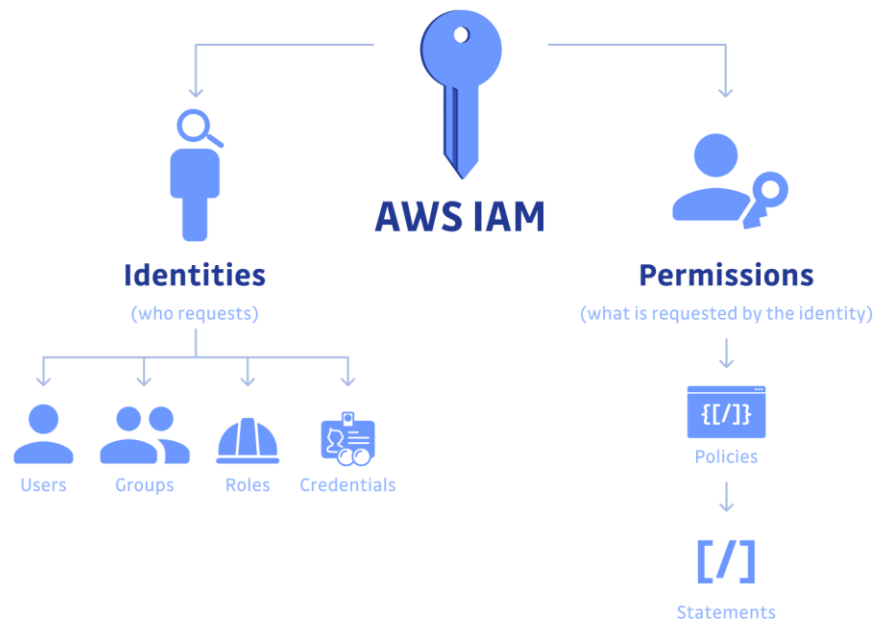 AWS IAM
Identities
(who requests)
Users
Groups
Roles
Credentials
Permissions
(what is requested by the identity)
{[/]}
Policies
[/]
Statements